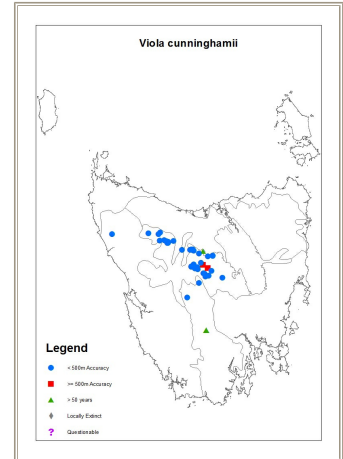 Viola cunninghamii
Legend
< 500m Accuracy
>= 500m Accuracy
> 50 years
Locally Extinct
? Questionable